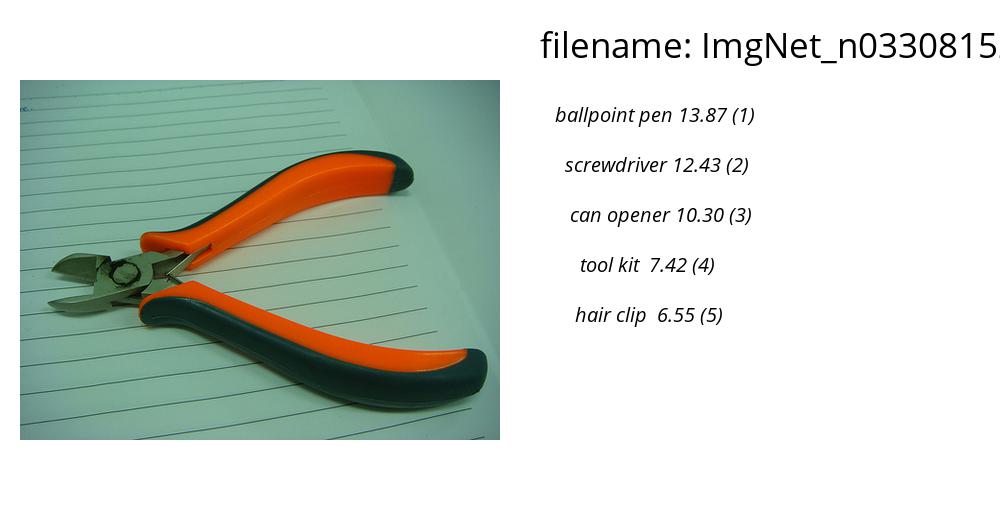 filename: ImgNet_n0330815
ballpoint pen 13.87 (1)
screwdriver 12.43 (2)
can opener 10.30 (3)
tool kit 7.42 (4)
hair clip 6.55 (5)